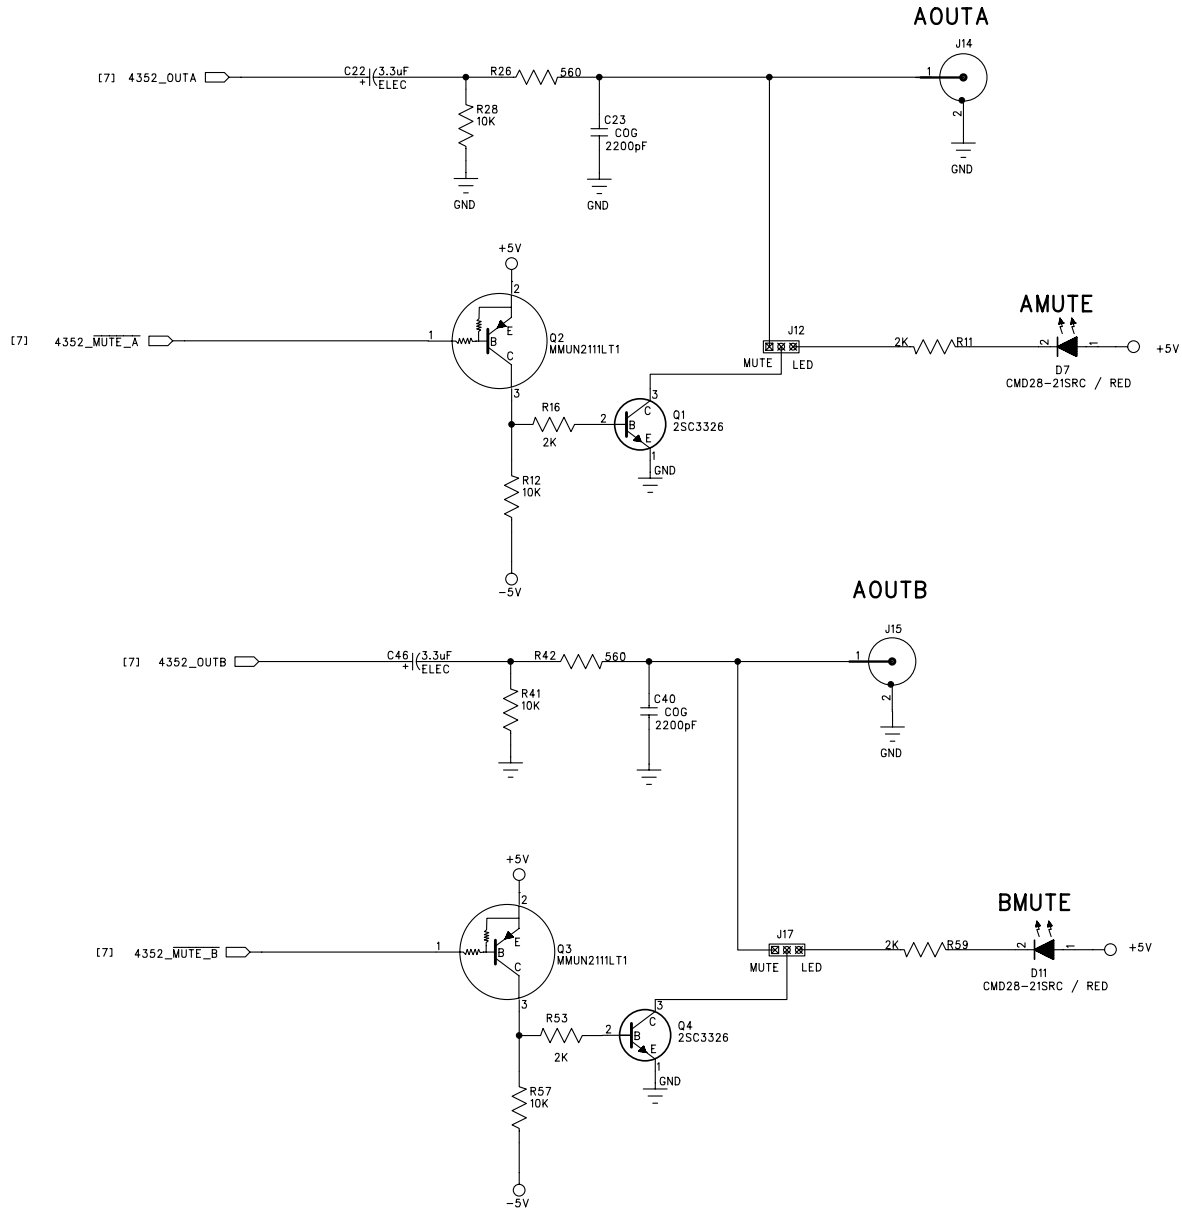 AOUTA
J14
[7] 4352_OUTA
C22 3.3uF
+ ELEC
R26 560
1
2
R28
10K
C23
COG
2200pF
GND
GND
GND
+5V
2
AMUTE
[7] 4352_MUTE_A
1
B
E
C
Q2
MMUN2111LT1
3
J12
MUTE LED
2K R11
2 1
+5V
D7
CMD28-21SRC / RED
R16
2K
2
B
C
E
3
1
Q1
2SC3326
GND
R12
10K
-5V
AOUTB
J15
[7] 4352_OUTB
C46 3.3uF
+ ELEC
R42 560
1
2
R41
10K
C40
COG
2200pF
GND
+5V
2
BMUTE
[7] 4352_MUTE_B
1
B
E
C
Q3
MMUN2111LT1
3
J17
MUTE LED
2K R59
2 1
+5V
D11
CMD28-21SRC / RED
R53
2K
2
B
C
E
3
1
Q4
2SC3326
GND
R57
10K
-5V